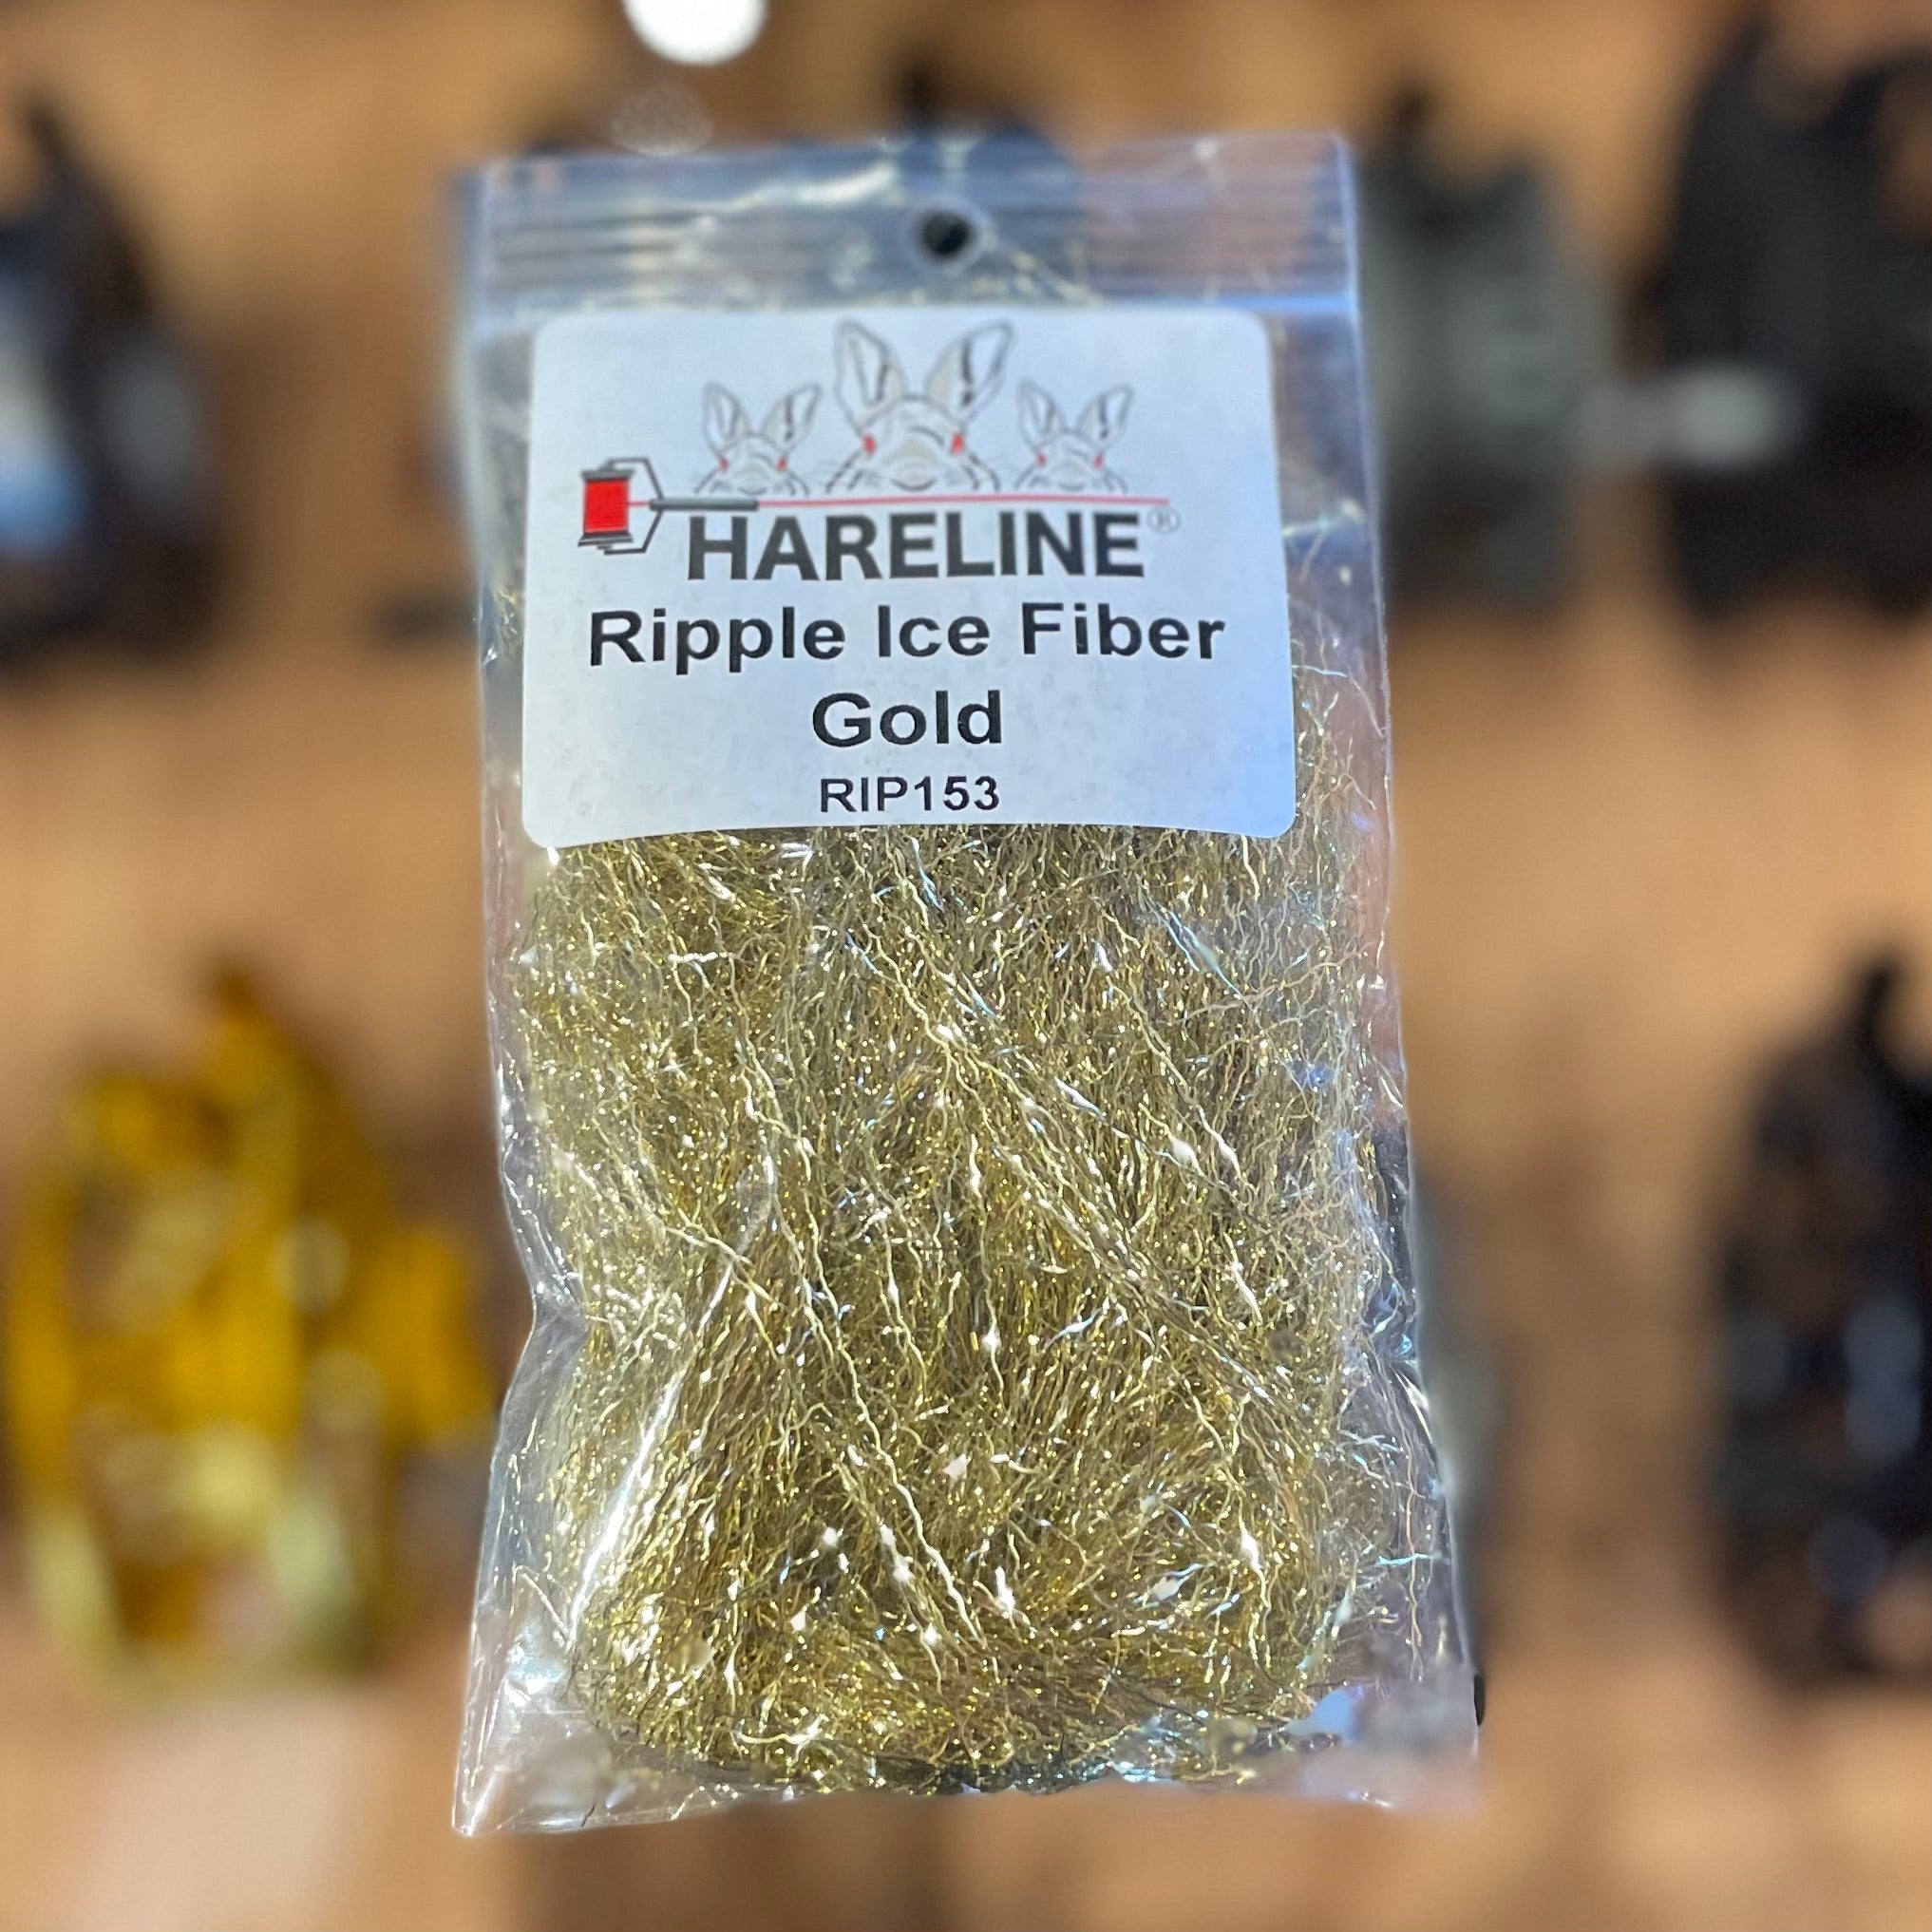 HARELINE®
Ripple Ice Fiber
Gold
RIP153